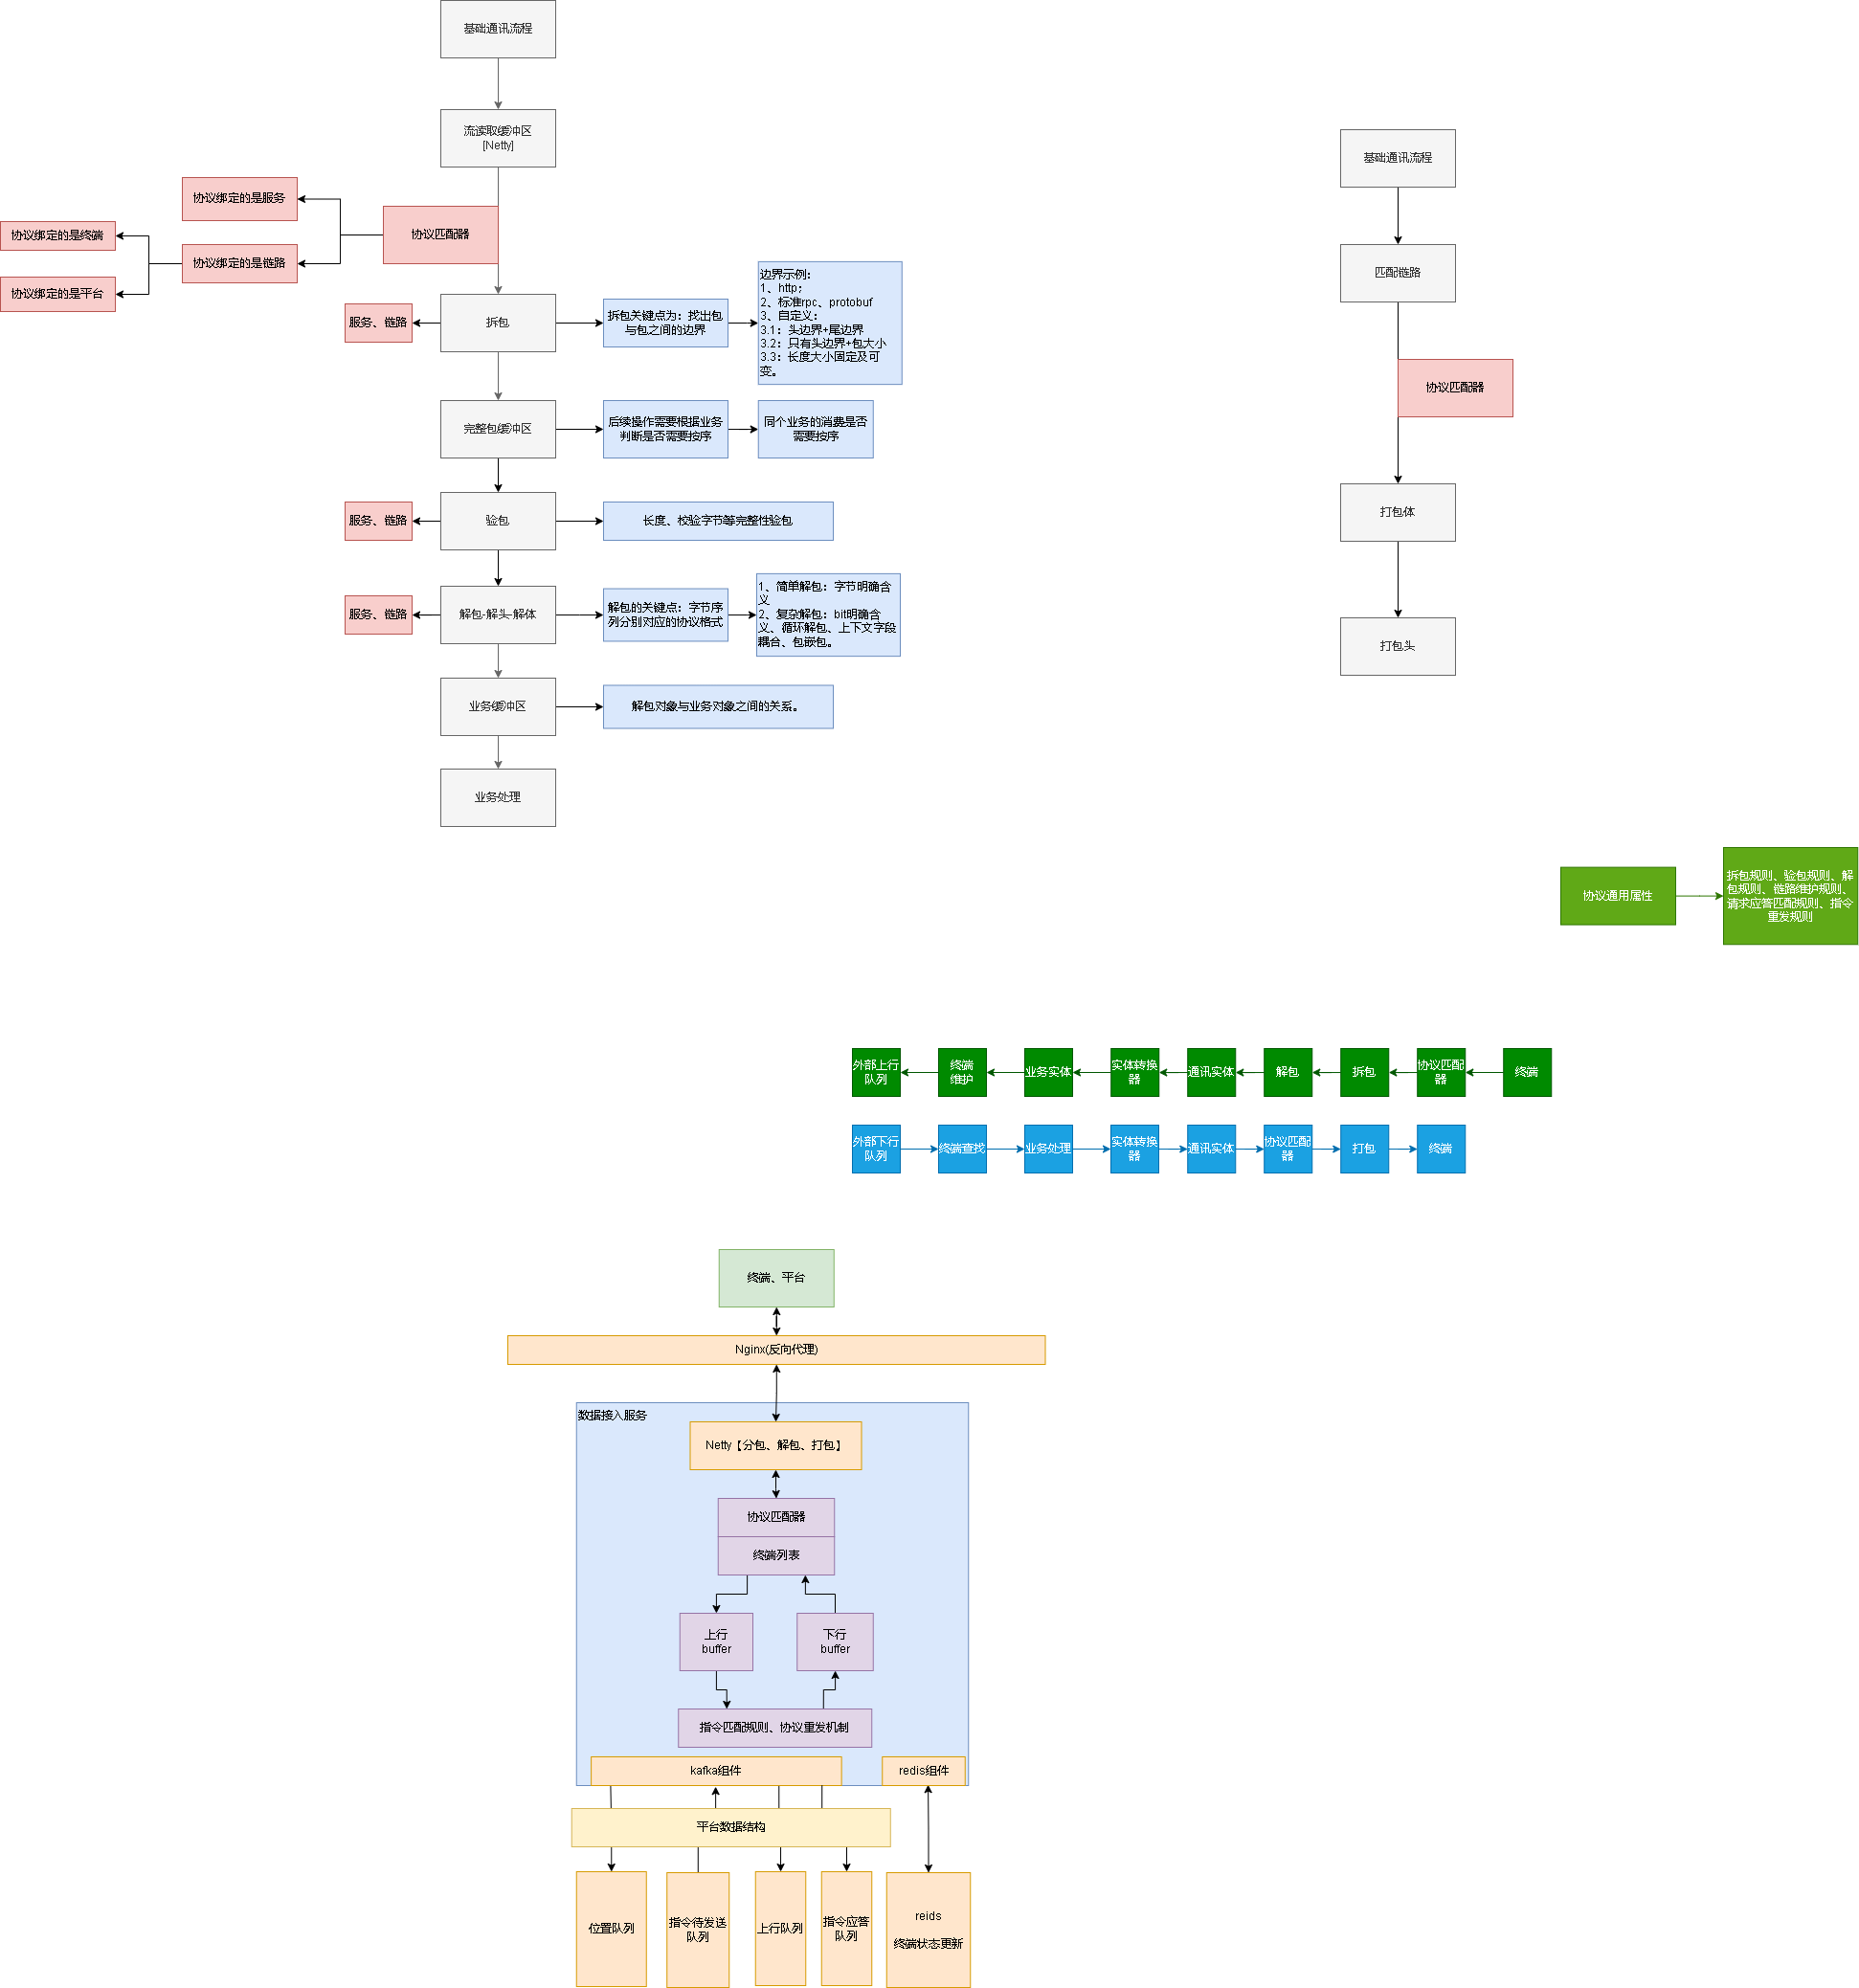 基础通讯流程
流读取缓冲区
[Netty]
协议匹配器
协议绑定的是服务
协议绑定的是链路
协议绑定的是终端
协议绑定的是平台
服务、链路
拆包
拆包关键点为：找出包
与包之间的边界
边界示例：
1、http；
2、标准rpc、protobuf
3、自定义：
3.1：头边界+尾边界
3.2：只有头边界+包大小
3.3：长度大小固定及可
变。
完整包缓冲区
后续操作需要根据业务
判断是否需要按序
同个业务的消费是否
需要按序
服务、链路
验包
长度、校验字节等完整性验包
服务、链路
解包-解头-解体
解包的关键点：字节序
列分别对应的协议格式
1、简单解包：字节明确含
义
2、复杂解包：bit明确含
义、循环解包、上下文字段
耦合、包嵌包。
业务缓冲区
解包对象与业务对象之间的关系。
业务处理
基础通讯流程
匹配链路
协议匹配器
打包体
打包头
协议通用属性
拆包规则、验包规则、解
包规则、链路维护规则、
请求应答匹配规则、指令
重发规则
外部上行
队列
终端
维护
业务实体
实体转换
器
通讯实体
解包
拆包
协议匹配
器
终端
外部下行
队列
终端查找
业务处理
实体转换
器
通讯实体
协议匹配
器
打包
终端
终端、平台
Nginx(反向代理)
数据接入服务
Netty【分包、解包、打包】
协议匹配器
终端列表
上行
buffer
下行
buffer
指令匹配规则、协议重发机制
kafka组件
redis组件
平台数据结构
位置队列
指令待发送
队列
上行队列
指令应答
队列
reids
终端状态更新